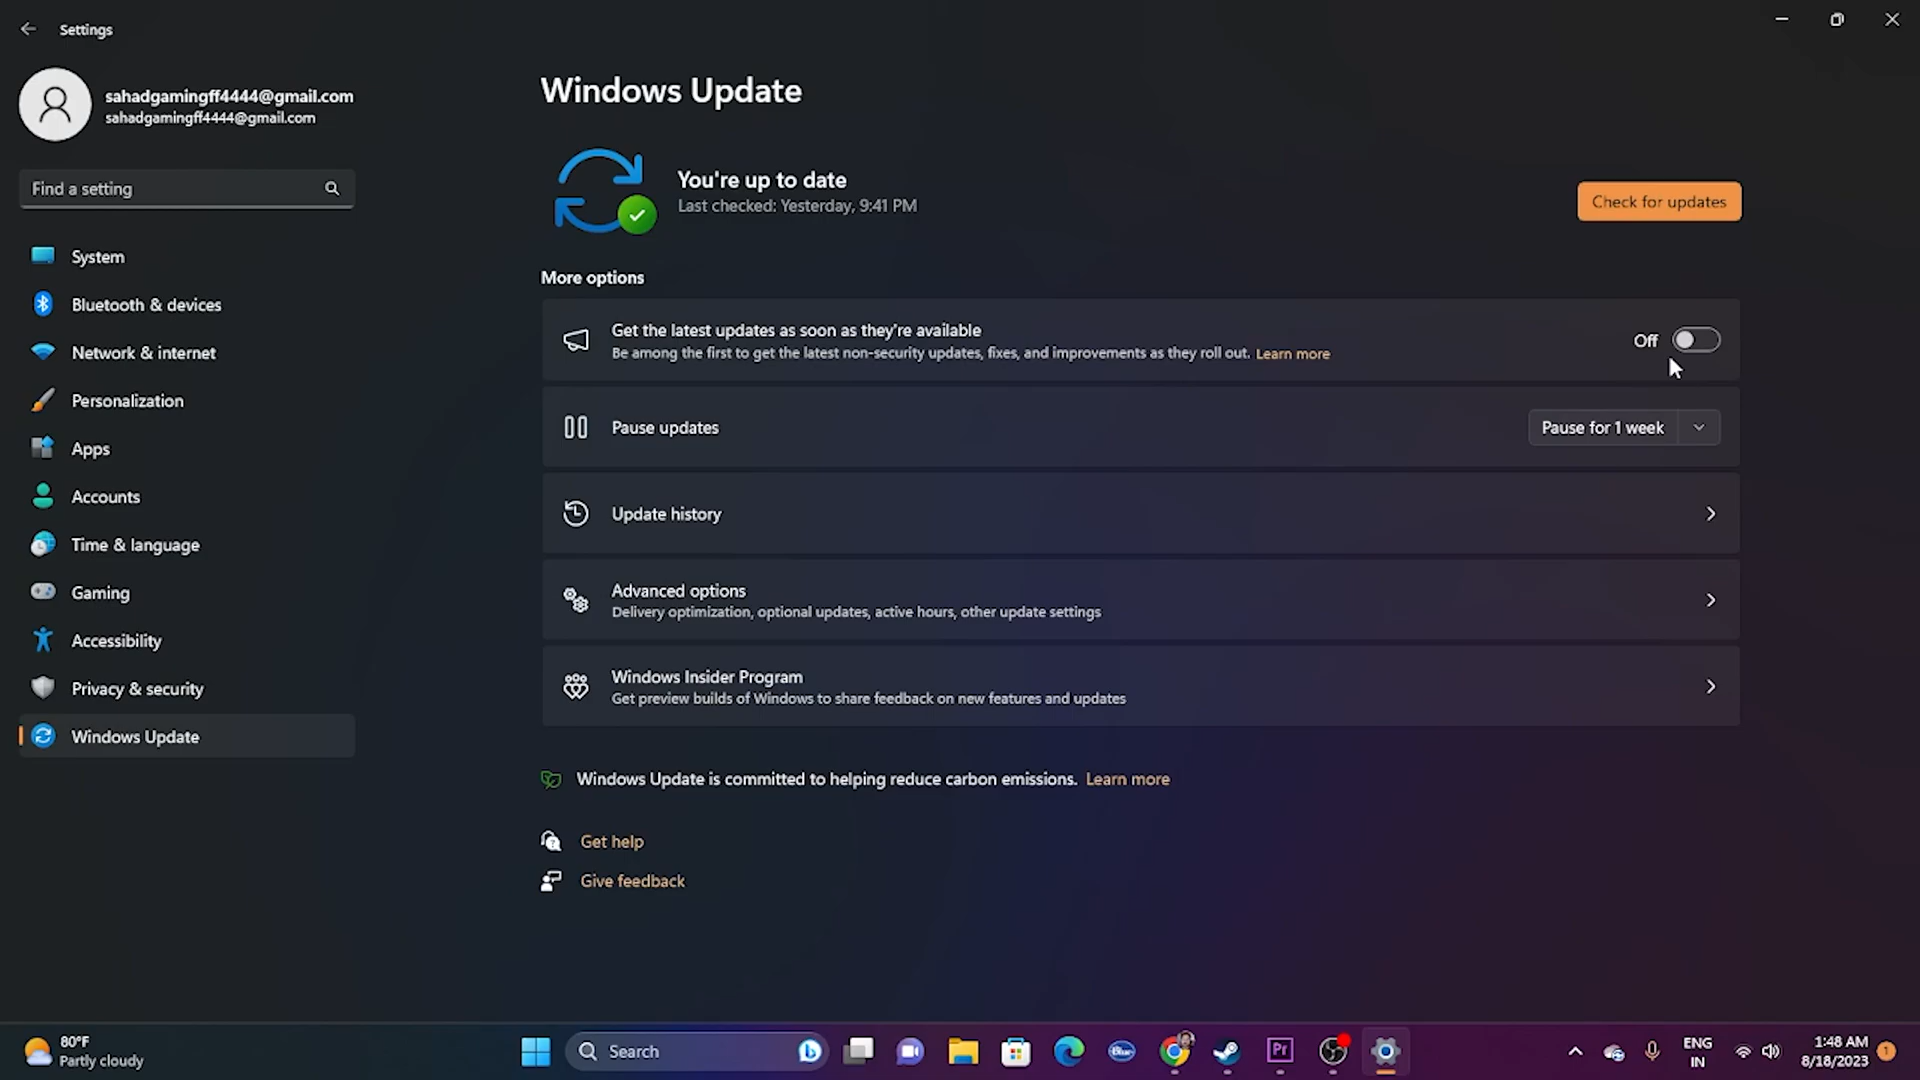 Settings
sahadgamingff4444@gmail.com
sahadgamingff4444@gmail.com
Find a setting
System
Bluetooth & devices
Network & internet
Personalization
Apps
Accounts
Time & language
Gaming
Accessibility
Privacy & security
Windows Update
Windows Update
You're up to date
Last checked: Yesterday, 9:41 PM
Check for updates
More options
Get the latest updates as soon as they're available
Be among the first to get the latest non-security updates, fixes, and improvements as they roll out. Learn more
Off
Pause updates
Pause for 1 week
Update history
Advanced options
Delivery optimization, optional updates, active hours, other update settings
Windows Insider Program
Get preview builds of Windows to share feedback on new features and updates
Windows Update is committed to helping reduce carbon emissions. Learn more
Get help
Give feedback
80°F
Partly cloudy
Search
Blue
Pr
ENG
IN
1:48 AM
8/18/2023
1